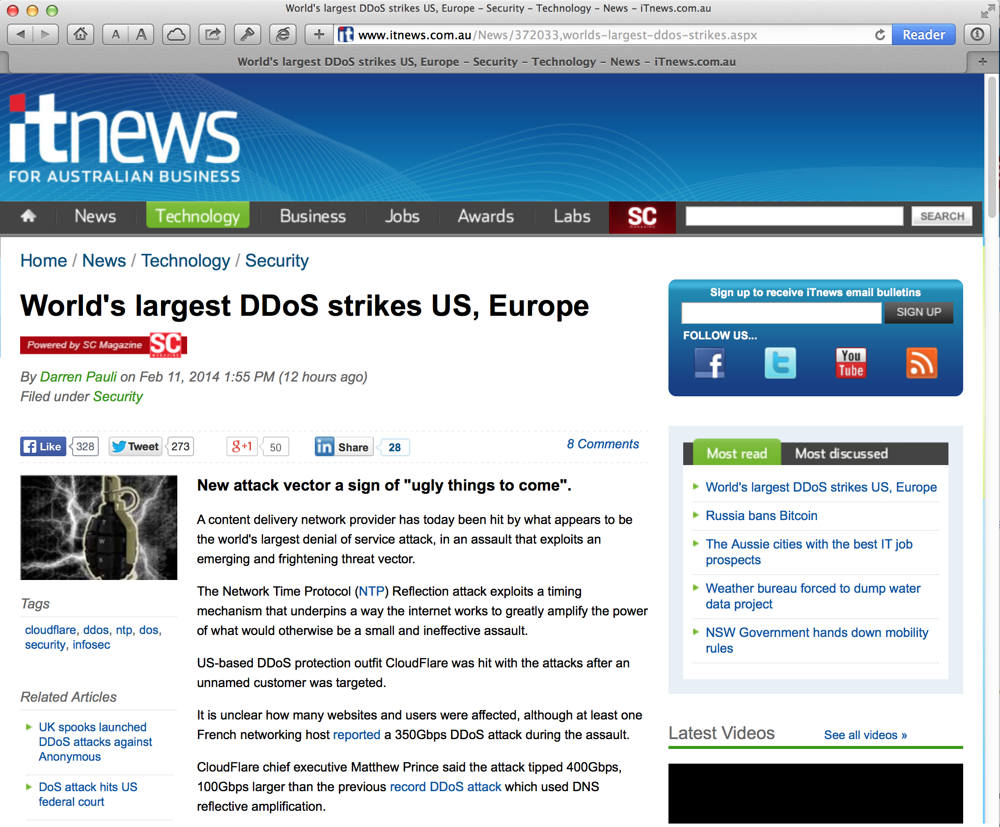 World's largest DDoS strikes US, Europe – Security – Technology – News – iTnews.com.au
A A
www.itnews.com.au/News/372033,worlds-largest-ddos-strikes.aspx
Reader
World's largest DDoS strikes US, Europe – Security – Technology – News – iTnews.com.au
itnews
FOR AUSTRALIAN BUSINESS
News Technology Business Jobs Awards Labs SC MAGAZINE SEARCH
Home / News / Technology / Security
World's largest DDoS strikes US, Europe
Powered by SC Magazine SC MAGAZINE
By Darren Pauli on Feb 11, 2014 1:55 PM (12 hours ago)
Filed under Security
Like 328 Tweet 273 g+1 50 in Share 28 8 Comments
New attack vector a sign of "ugly things to come".
A content delivery network provider has today been hit by what appears to be
the world's largest denial of service attack, in an assault that exploits an
emerging and frightening threat vector.
The Network Time Protocol (NTP) Reflection attack exploits a timing
mechanism that underpins a way the internet works to greatly amplify the power
of what would otherwise be a small and ineffective assault.
US-based DDoS protection outfit CloudFlare was hit with the attacks after an
unnamed customer was targeted.
It is unclear how many websites and users were affected, although at least one
French networking host reported a 350Gbps DDoS attack during the assault.
CloudFlare chief executive Matthew Prince said the attack tipped 400Gbps,
100Gbps larger than the previous record DDoS attack which used DNS
reflective amplification.
Tags
cloudflare, ddos, ntp, dos,
security, infosec
Related Articles
UK spooks launched
DDoS attacks against
Anonymous
DoS attack hits US
federal court
Sign up to receive iTnews email bulletins
SIGN UP
FOLLOW US...
You
Tube
Most read Most discussed
World's largest DDoS strikes US, Europe
Russia bans Bitcoin
The Aussie cities with the best IT job
prospects
Weather bureau forced to dump water
data project
NSW Government hands down mobility
rules
Latest Videos See all videos »